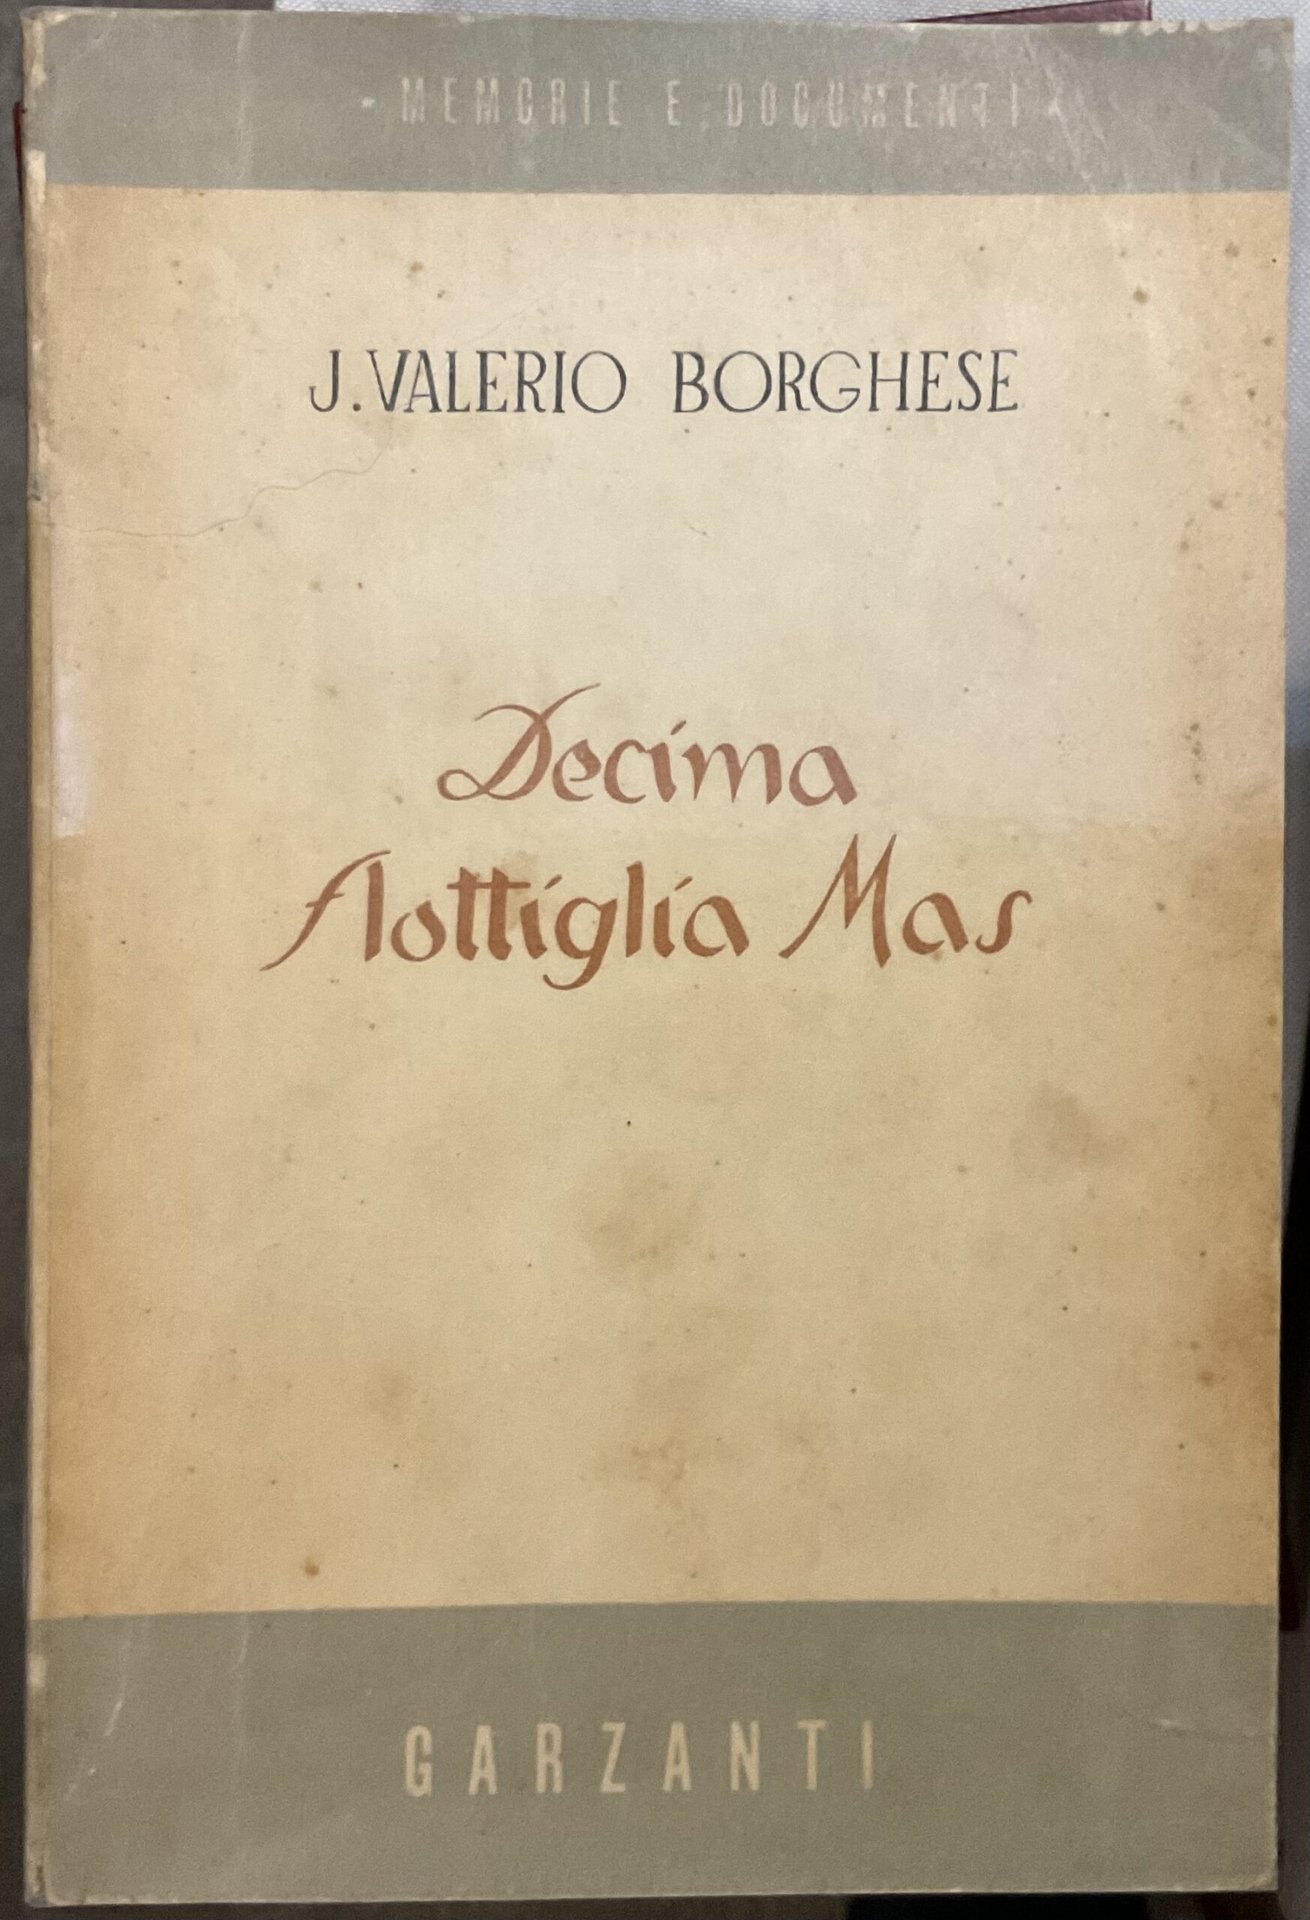 - MEMORIE E DOCUMENTI -
J. VALERIO BORGHESE
Decima
flottiglia Mas
GARZANTI